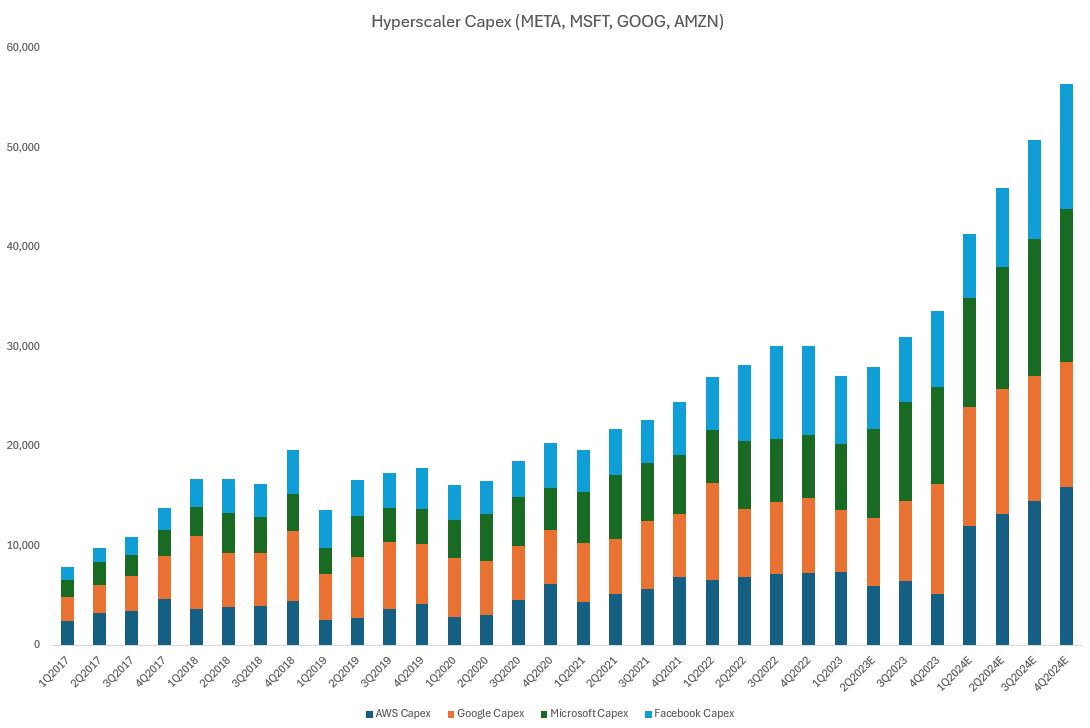 Hyperscaler Capex (META, MSFT, GOOG, AMZN)
60,000
50,000
40,000
30,000
20,000
10,000
0
1Q2017
2Q2017
3Q2017
4Q2017
1Q2018
2Q2018
3Q2018
4Q2018
1Q2019
2Q2019
3Q2019
4Q2019
1Q2020
2Q2020
3Q2020
4Q2020
1Q2021
2Q2021
3Q2021
4Q2021
1Q2022
2Q2022
3Q2022
4Q2022
1Q2023
2Q2023E
3Q2023
4Q2023
1Q2024E
2Q2024E
3Q2024E
4Q2024E
AWS Capex Google Capex Microsoft Capex Facebook Capex